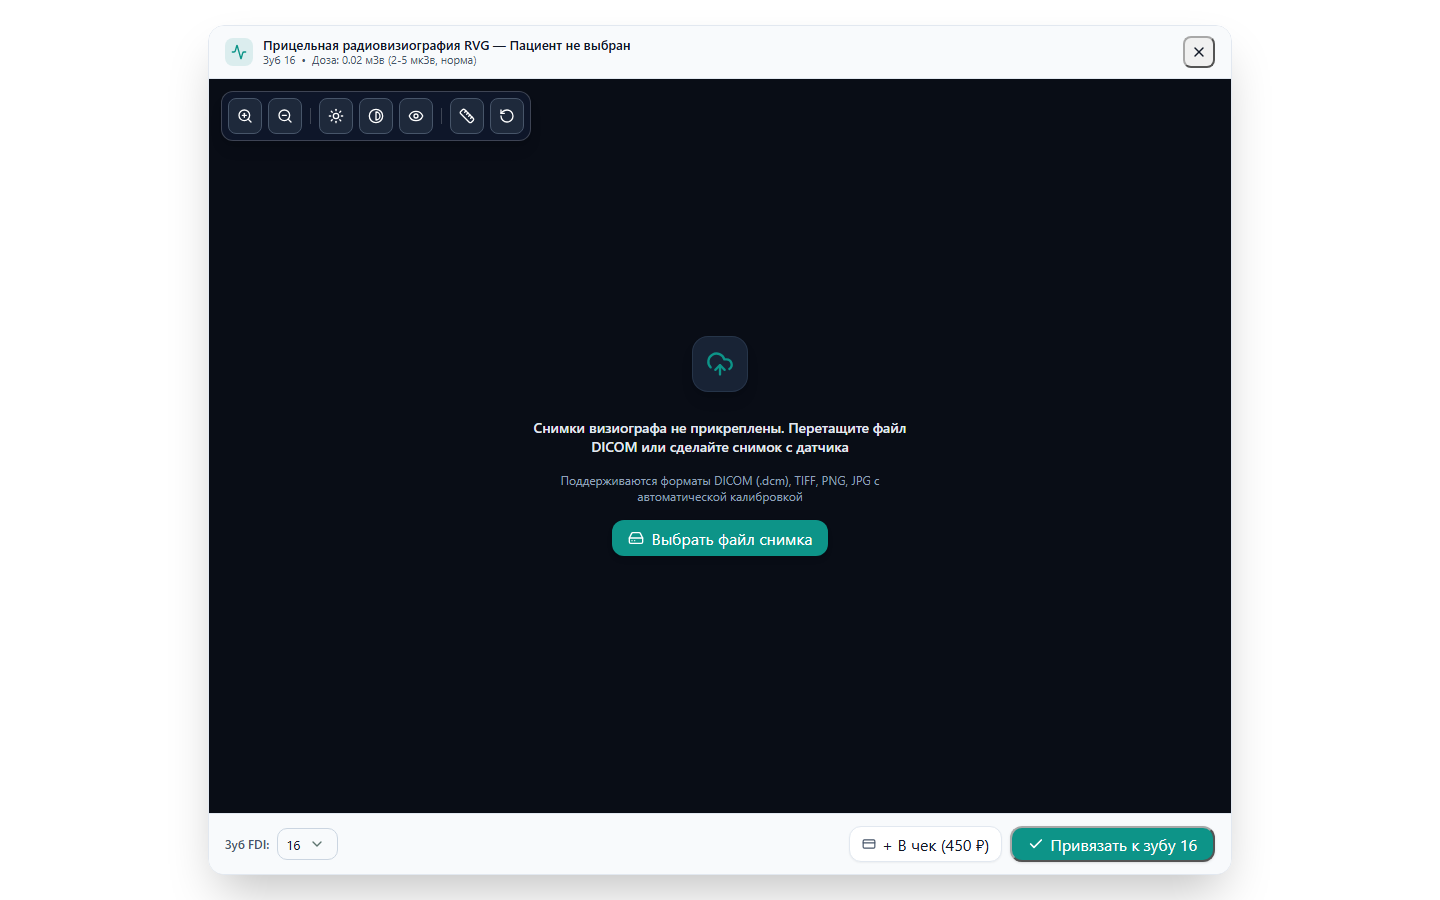 Прицельная радиовизиография RVG — Пациент не выбран
Зуб 16 • Доза: 0.02 мЗв (2-5 мкЗв, норма)
Снимки визиографа не прикреплены. Перетащите файл
DICOM или сделайте снимок с датчика
Поддерживаются форматы DICOM (.dcm), TIFF, PNG, JPG с
автоматической калибровкой
Выбрать файл снимка
Зуб FDI: 16
+ В чек (450 ₽)
Привязать к зубу 16